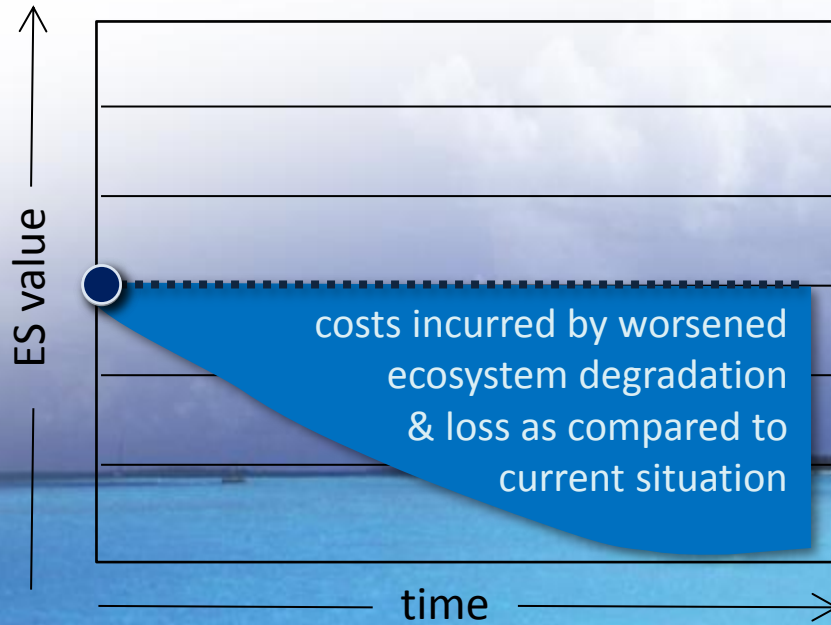 ES value
costs incurred by worsened
ecosystem degradation
& loss as compared to
current situation
time